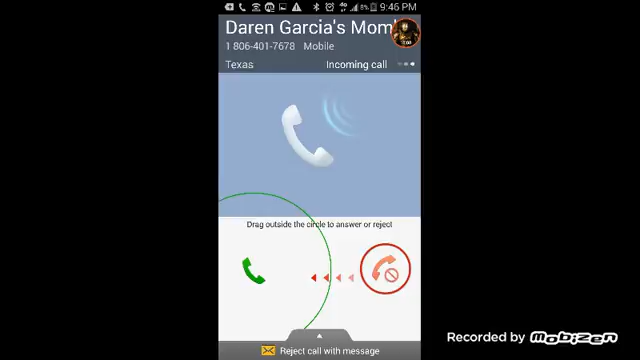 8% 9:46 PM
Daren Garcia's Mom
1 806-401-7678 Mobile
Texas Incoming call
Drag outside the circle to answer or reject
Reject call with message
Recorded by Mobizen